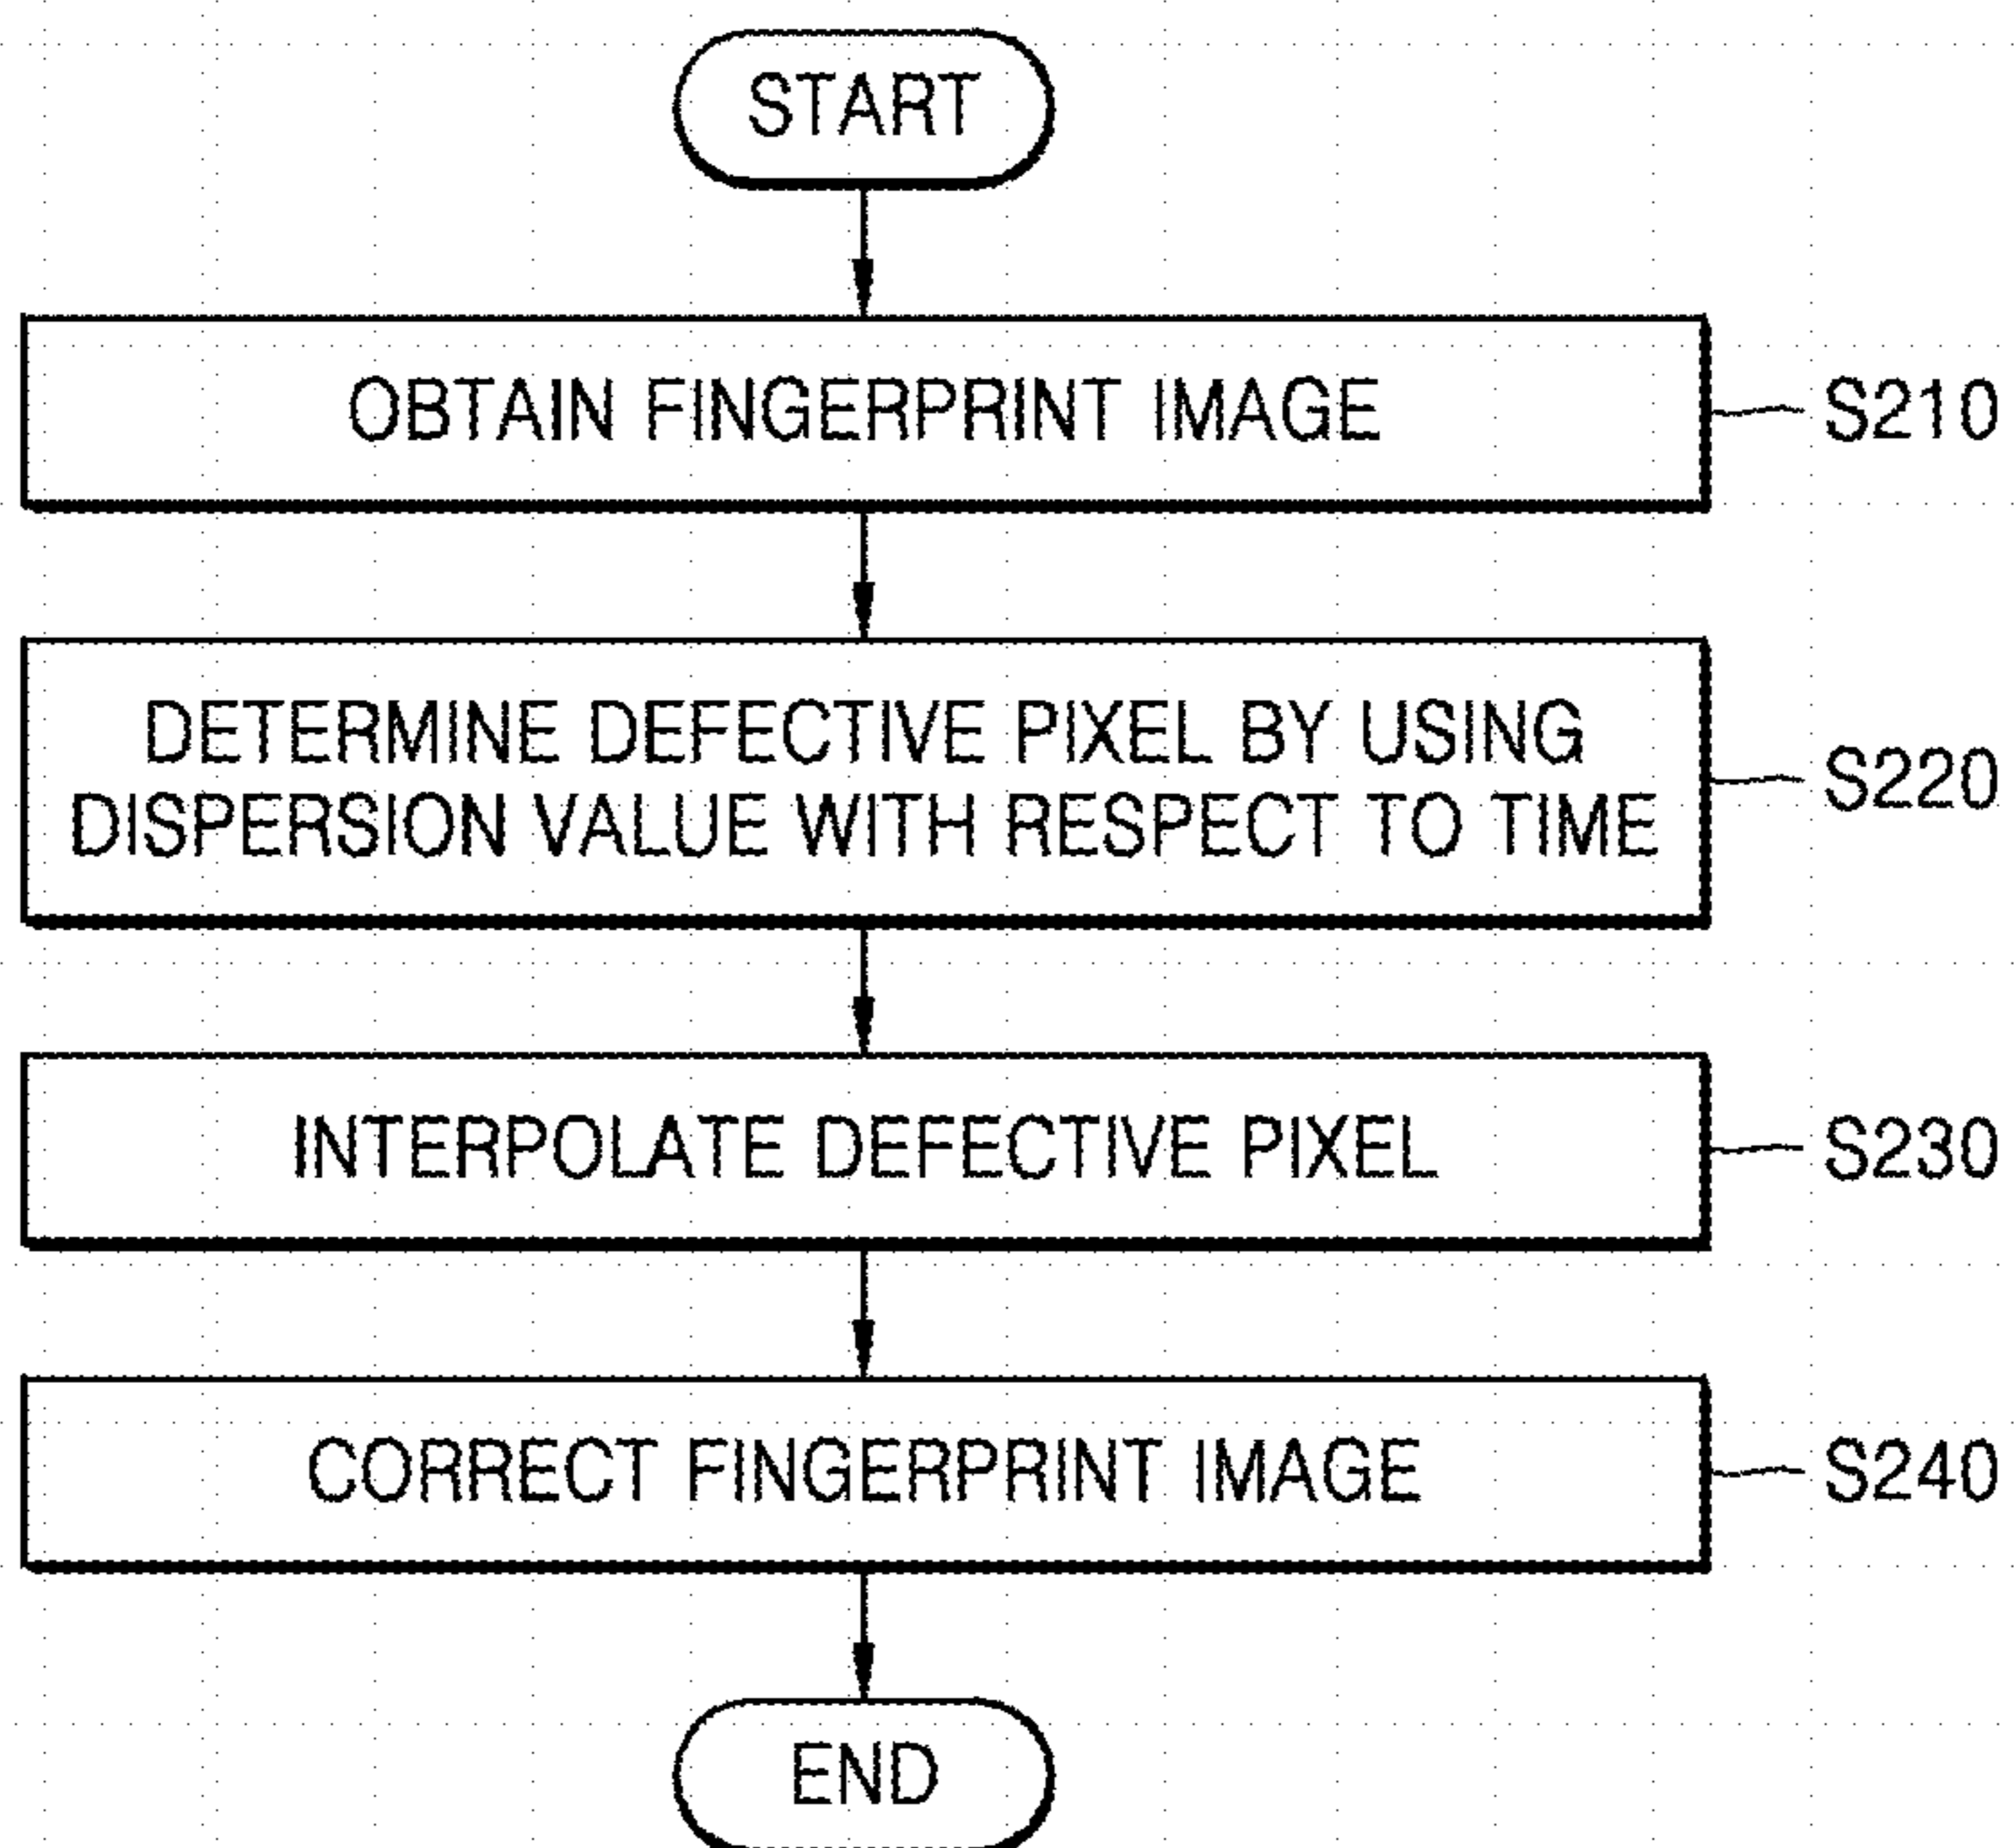 START
OBTAIN FINGERPRINT IMAGE
S210
DETERMINE DEFECTIVE PIXEL BY USING
DISPERSION VALUE WITH RESPECT TO TIME
S220
INTERPOLATE DEFECTIVE PIXEL
S230
CORRECT FINGERPRINT IMAGE
S240
END